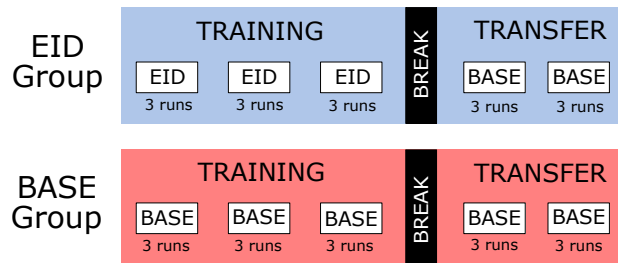 EID
Group
TRAINING
EID EID EID
3 runs 3 runs 3 runs
BREAK
TRANSFER
BASE BASE
3 runs 3 runs
BASE
Group
TRAINING
BASE BASE BASE
3 runs 3 runs 3 runs
BREAK
TRANSFER
BASE BASE
3 runs 3 runs